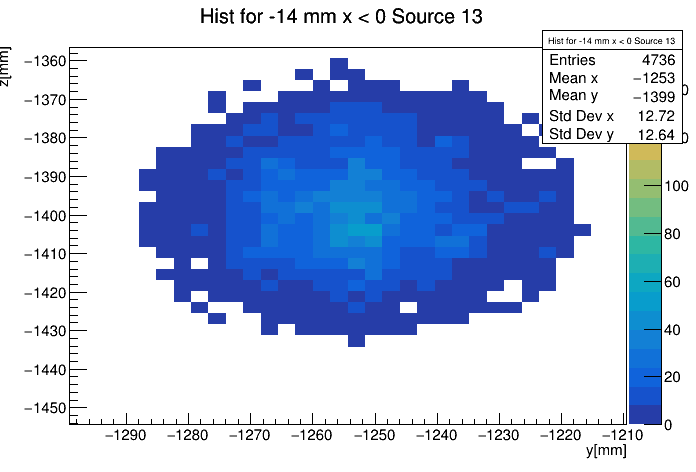 Hist for -14 mm x < 0 Source 13
z[mm]
Hist for -14 mm x < 0 Source 13
Entries 4736
Mean x −1253
Mean y −1399
Std Dev x 12.72
Std Dev y 12.64
−1360
−1370
−1380
−1390
−1400
−1410
−1420
−1430
−1440
−1450
100
80
60
40
20
0
−1290
−1280
−1270
−1260
−1250
−1240
−1230
−1220
−1210
y[mm]